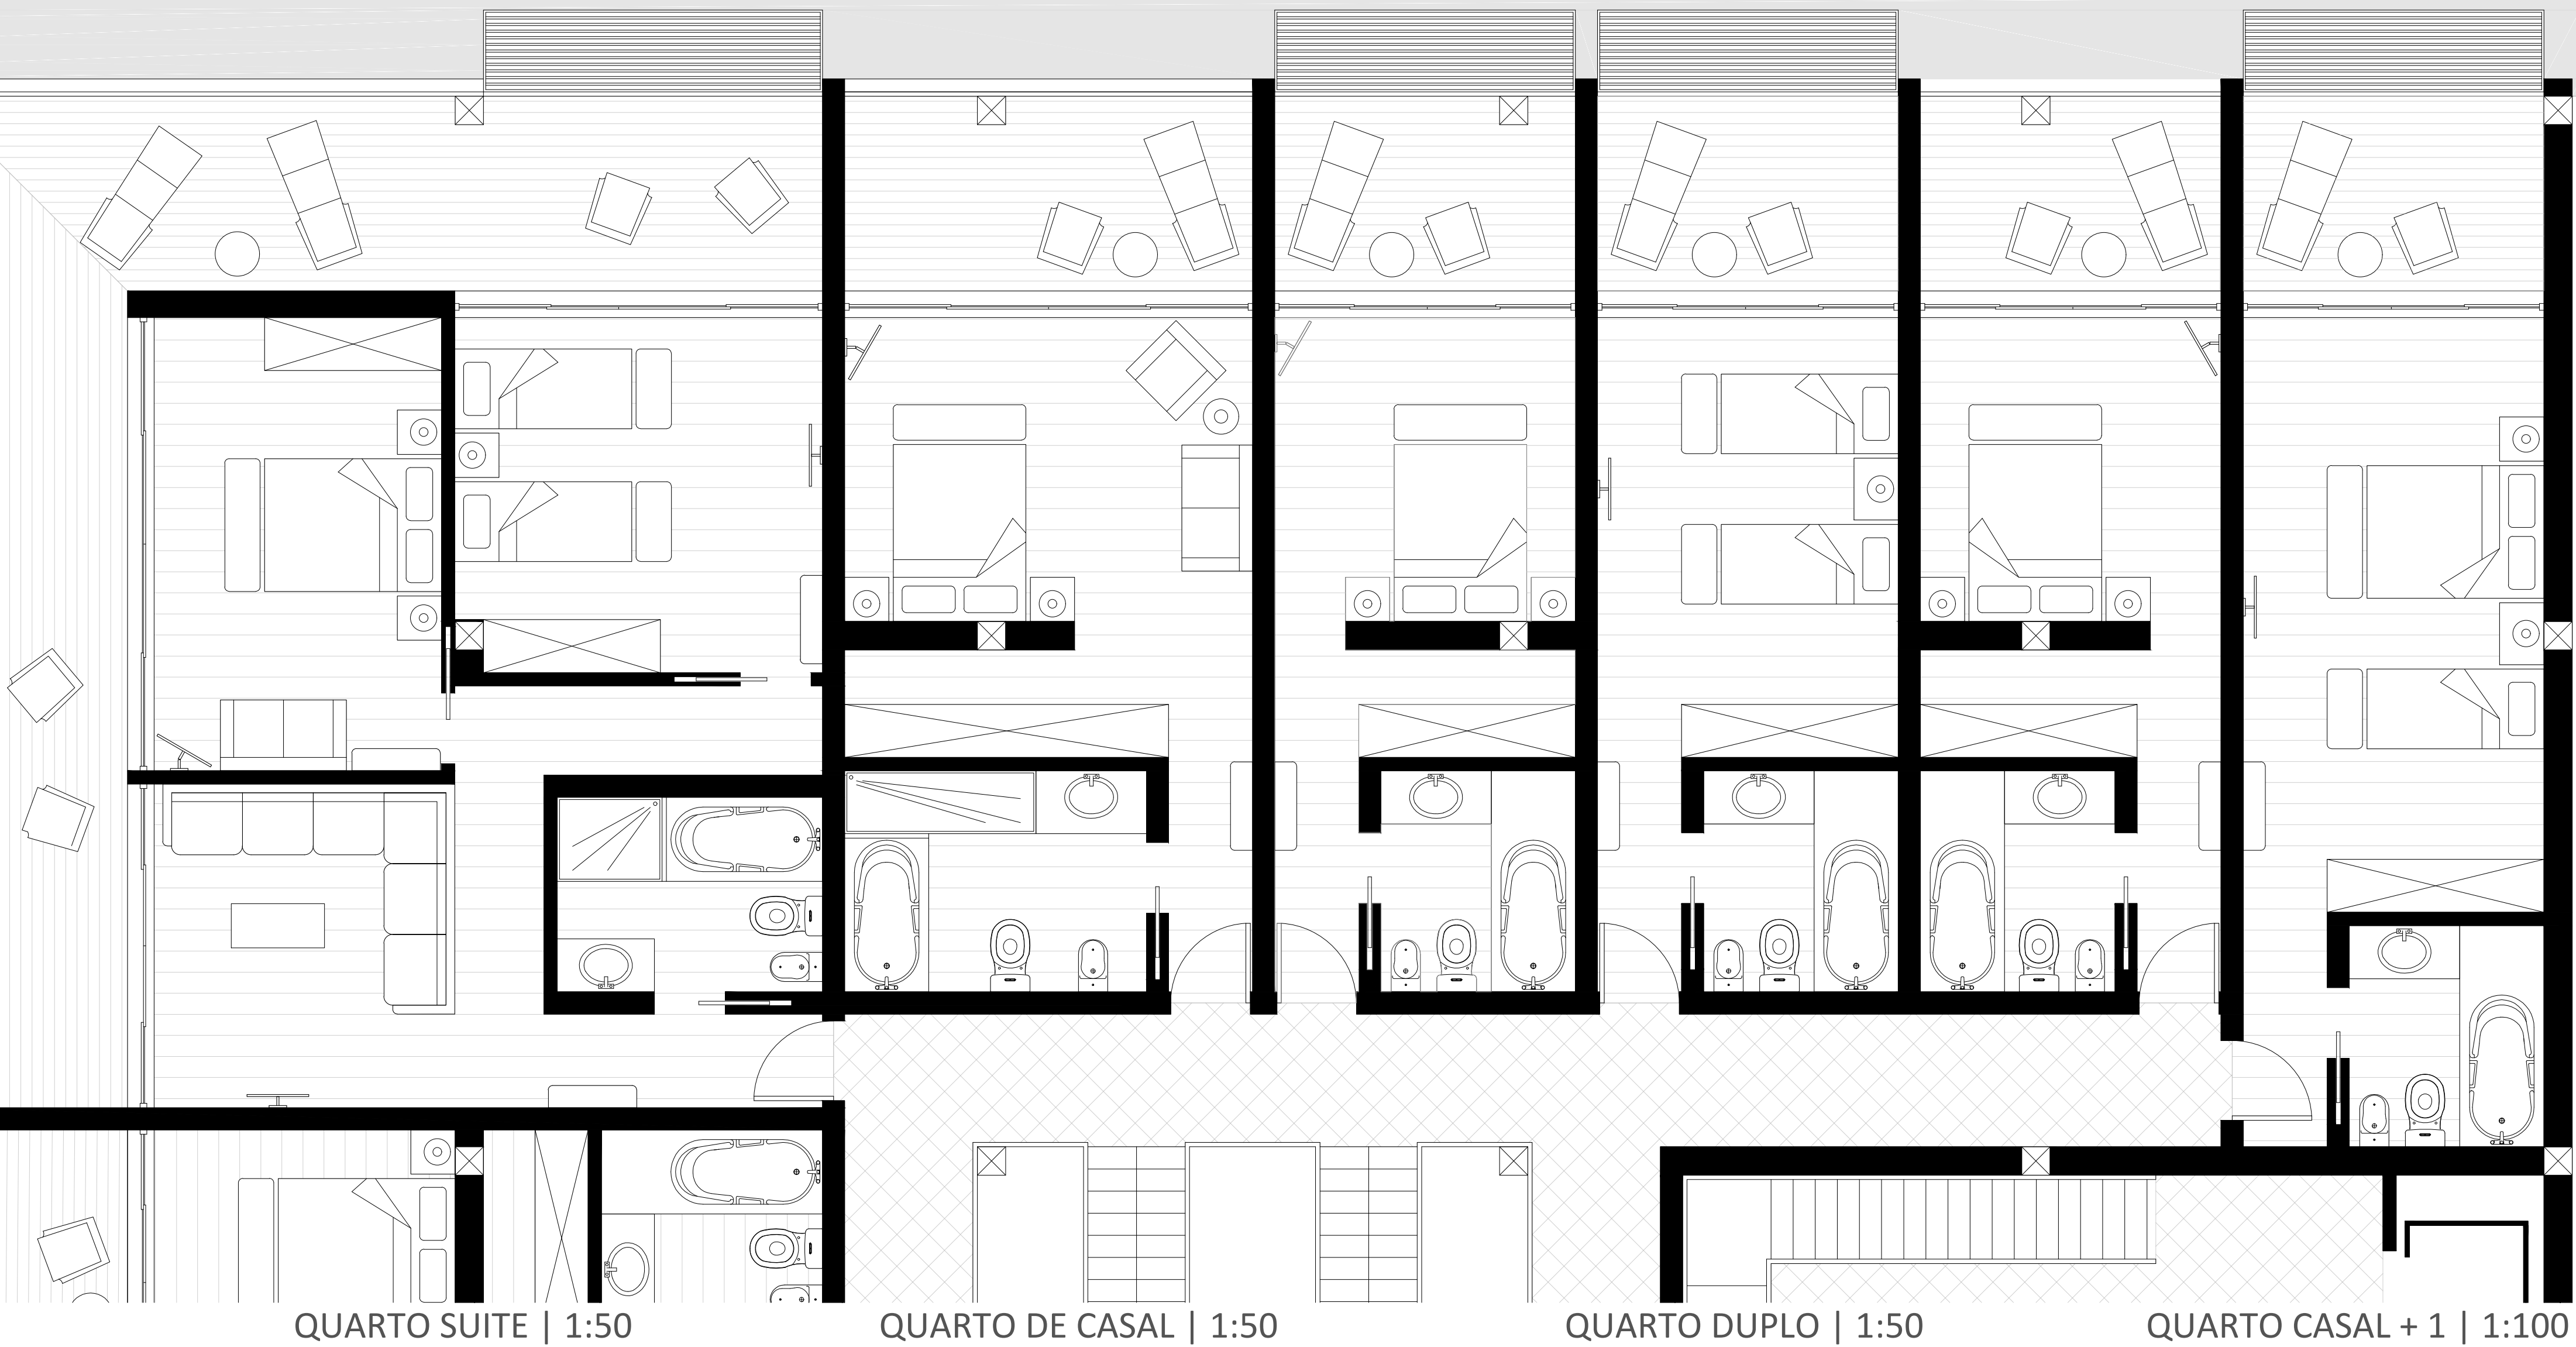 QUARTO SUITE | 1:50
QUARTO DE CASAL | 1:50
QUARTO DUPLO | 1:50
QUARTO CASAL + 1 | 1:100